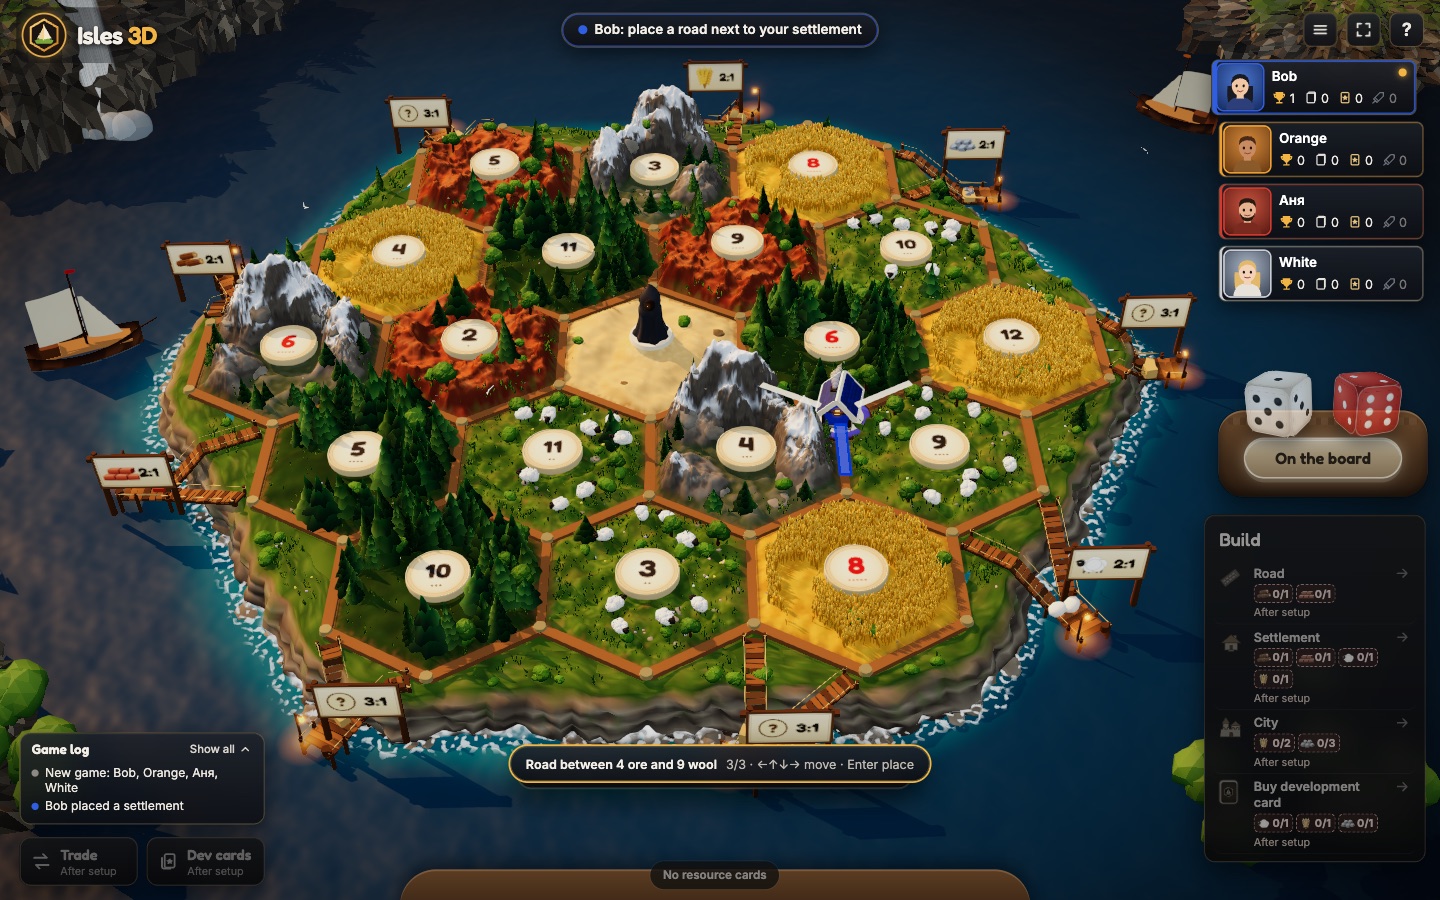 Isles 3D
Bob: place a road next to your settlement
?
Bob
1 0 0 0
Orange
0 0 0 0
Аня
0 0 0 0
White
0 0 0 0
2:1
? 3:1
2:1
5
3
8
4
11
9
10
2:1
? 3:1
6
2
6
12
5
11
4
9
2:1
10
3
8
2:1
? 3:1
? 3:1
On the board
Build
Road
0/1 0/1
After setup
Settlement
0/1 0/1 0/1
0/1
After setup
City
0/2 0/3
After setup
Buy development
card
0/1 0/1 0/1
After setup
Road between 4 ore and 9 wool 3/3 · ←↑↓→ move · Enter place
Game log Show all
New game: Bob, Orange, Аня,
White
Bob placed a settlement
Trade
After setup
Dev cards
After setup
No resource cards